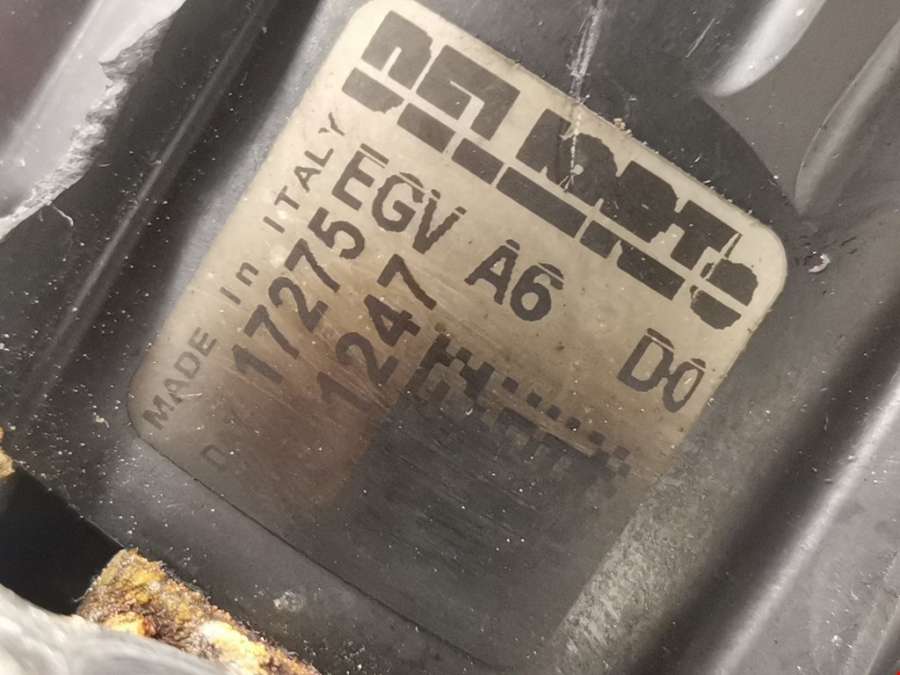 DELLORTO
EGV A6 D0
17275
1247
MADE In ITALY